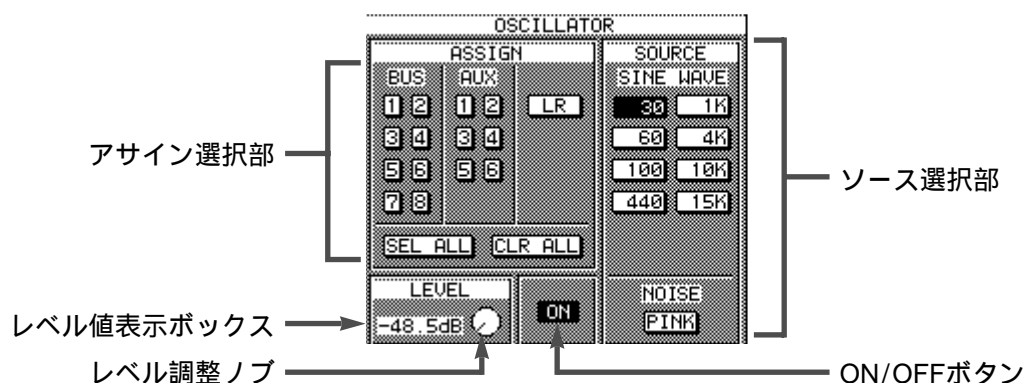 OSCILLATOR
ASSIGN
SOURCE
BUS AUX
SINE WAVE
1 2 1 2 LR
30 1K
3 4 3 4
60 4K
5 6 5 6
100 10K
7 8
440 15K
SEL ALL CLR ALL
LEVEL
-48.5dB
ON
NOISE
PINK
アサイン選択部
ソース選択部
レベル値表示ボックス
レベル調整ノブ
ON/OFFボタン